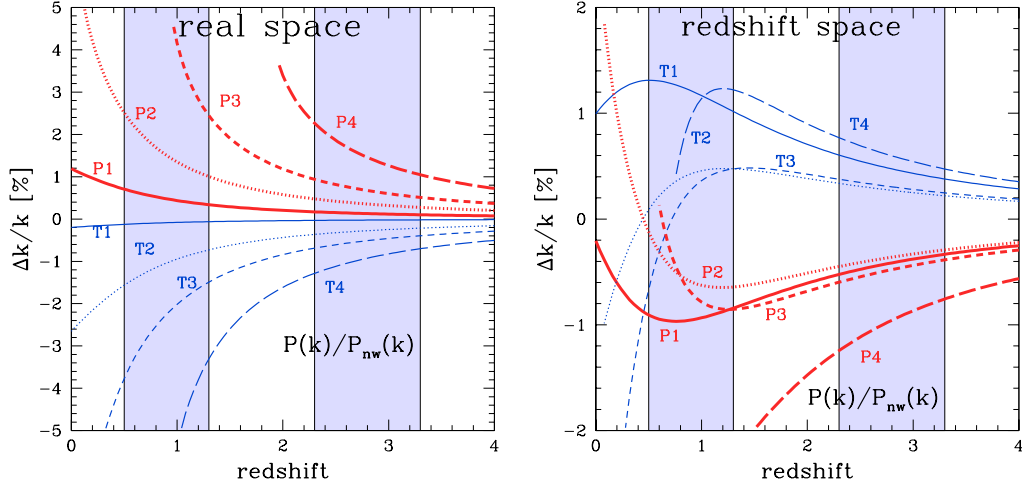 real space
5
4
3
2
1
0
−1
−2
−3
−4
−5
Δk/k [%]
P1
P2
P3
P4
T1
T2
T3
T4
P(k)/Pnw(k)
0
1
2
3
4
redshift
redshift space
2
1
0
−1
−2
Δk/k [%]
T1
T2
T3
T4
P1
P2
P3
P4
P(k)/Pnw(k)
0
1
2
3
4
redshift